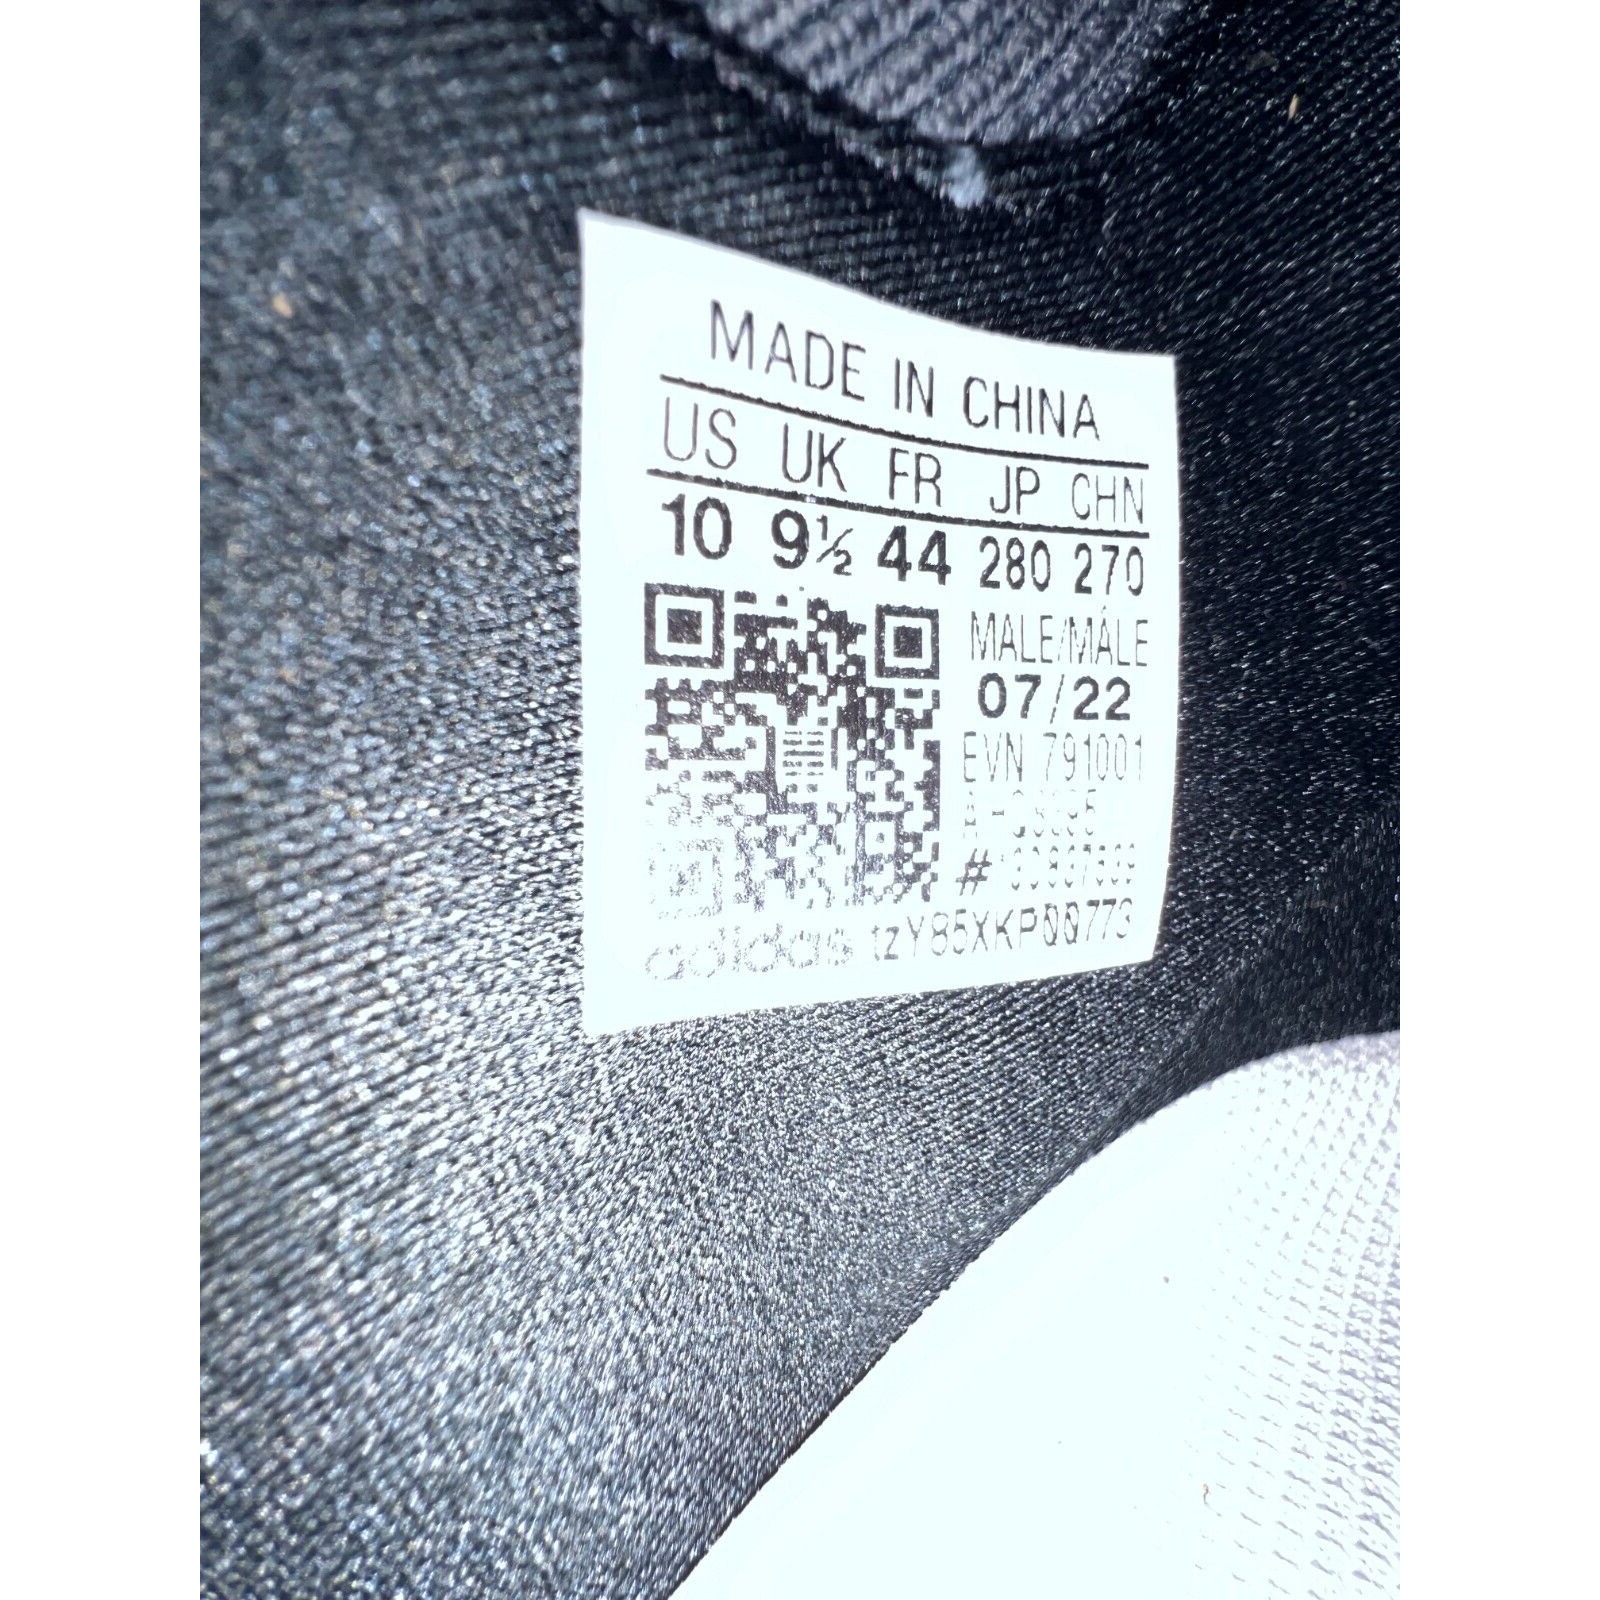 MADE IN CHINA
US UK FR JP CHN
10 9½ 44 280 270
MALE/MÂLE
07/22
EVN 791001
#
adidas tzY85XKP00773